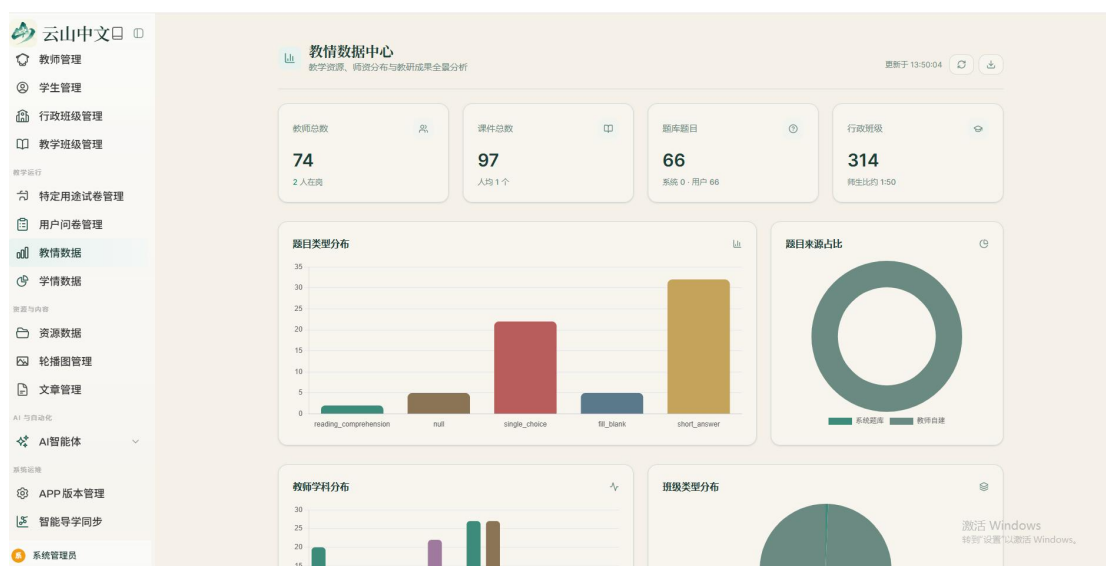 云山中文
教师管理
学生管理
行政班级管理
教学班级管理
教学运行
特定用途试卷管理
用户问卷管理
教情数据
学情数据
资源与内容
资源数据
轮播图管理
文章管理
AI 与自动化
AI智能体
系统运维
APP 版本管理
智能导学同步
系统管理员
教情数据中心
教学资源、师资分布与教研成果全景分析
更新于 13:50:04
教师总数
74
2 人在岗
课件总数
97
人均 1 个
题库题目
66
系统 0 · 用户 66
行政班级
314
师生比约 1:50
题目类型分布
35
30
25
20
15
10
5
0
reading_comprehension
null
single_choice
fill_blank
short_answer
题目来源占比
系统题库
教师自建
教师学科分布
30
25
20
15
班级类型分布
激活 Windows
转到"设置"以激活 Windows。